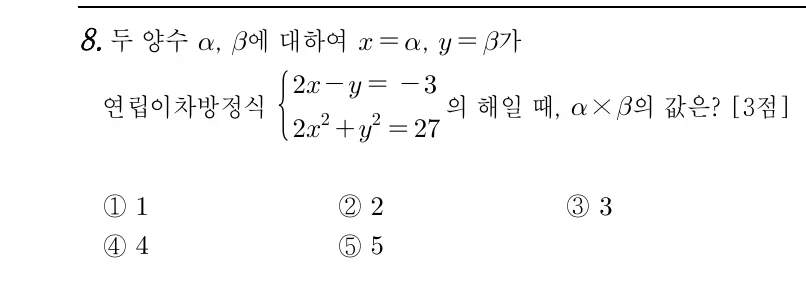 8. 두 양수 α, β에 대하여 x=α, y=β가
연립이차방정식 {2x−y= −3
2x²+y²=27 의 해일 때, α×β의 값은? [3점]
① 1 ② 2 ③ 3
④ 4 ⑤ 5